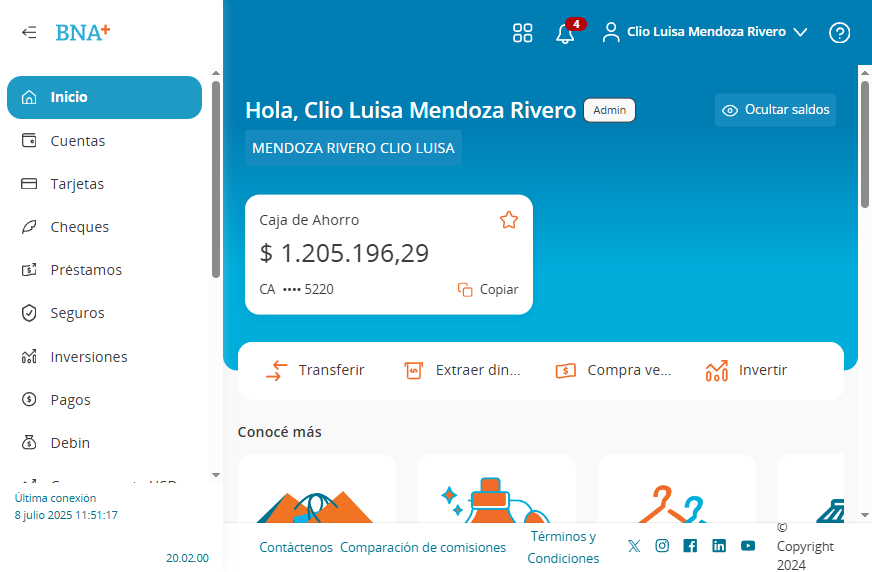 BNA+
4
Clio Luisa Mendoza Rivero
Inicio
Cuentas
Tarjetas
Cheques
Préstamos
Seguros
Inversiones
Pagos
Debin
Última conexión
8 julio 2025 11:51:17
20.02.00
Hola, Clio Luisa Mendoza Rivero
Admin
Ocultar saldos
MENDOZA RIVERO CLIO LUISA
Caja de Ahorro
$ 1.205.196,29
CA •••• 5220
Copiar
Transferir
Extraer din...
Compra ve...
Invertir
Conocé más
Contáctenos
Comparación de comisiones
Términos y
Condiciones
©
Copyright
2024